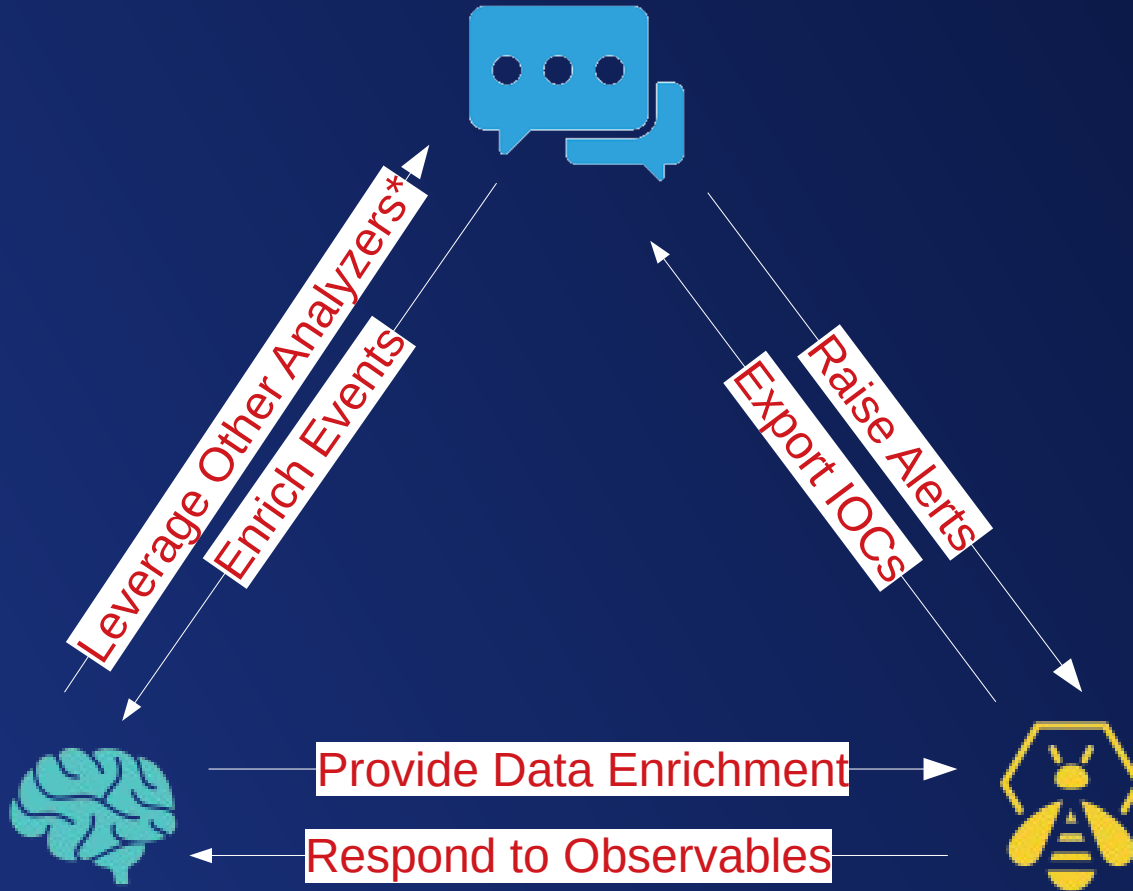 Leverage Other Analyzers*
Enrich Events
Export IOCs
Raise Alerts
Provide Data Enrichment
Respond to Observables